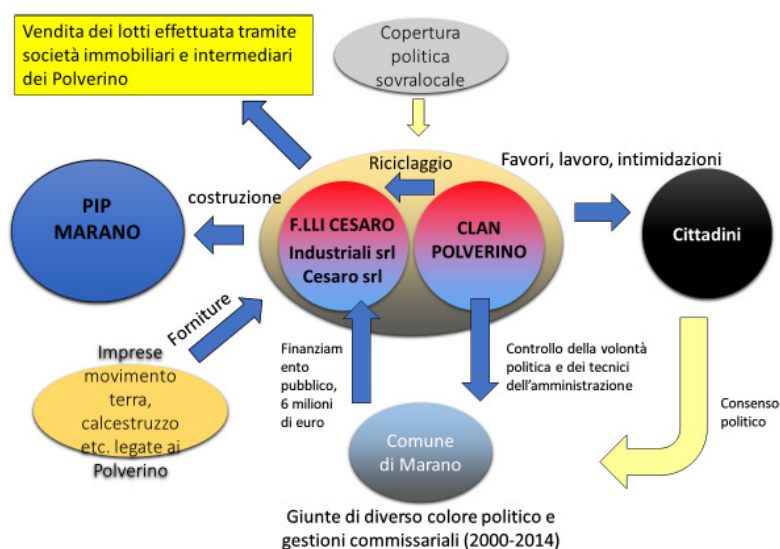 Vendita dei lotti effettuata tramite
società immobiliari e intermediari
dei Polverino
Copertura
politica
sovralocale
Riciclaggio
Favori, lavoro, intimidazioni
PIP
MARANO
costruzione
F.LLI CESARO
Industriali srl
Cesaro srl
CLAN
POLVERINO
Cittadini
Forniture
Imprese
movimento
terra,
calcestruzzo
etc. legate ai
Polverino
Finanziam
ento
pubblico,
6 milioni
di euro
Controllo della volontà
politica e dei tecnici
dell'amministrazione
Consenso
politico
Comune
di Marano
Giunte di diverso colore politico e
gestioni commissariali (2000-2014)